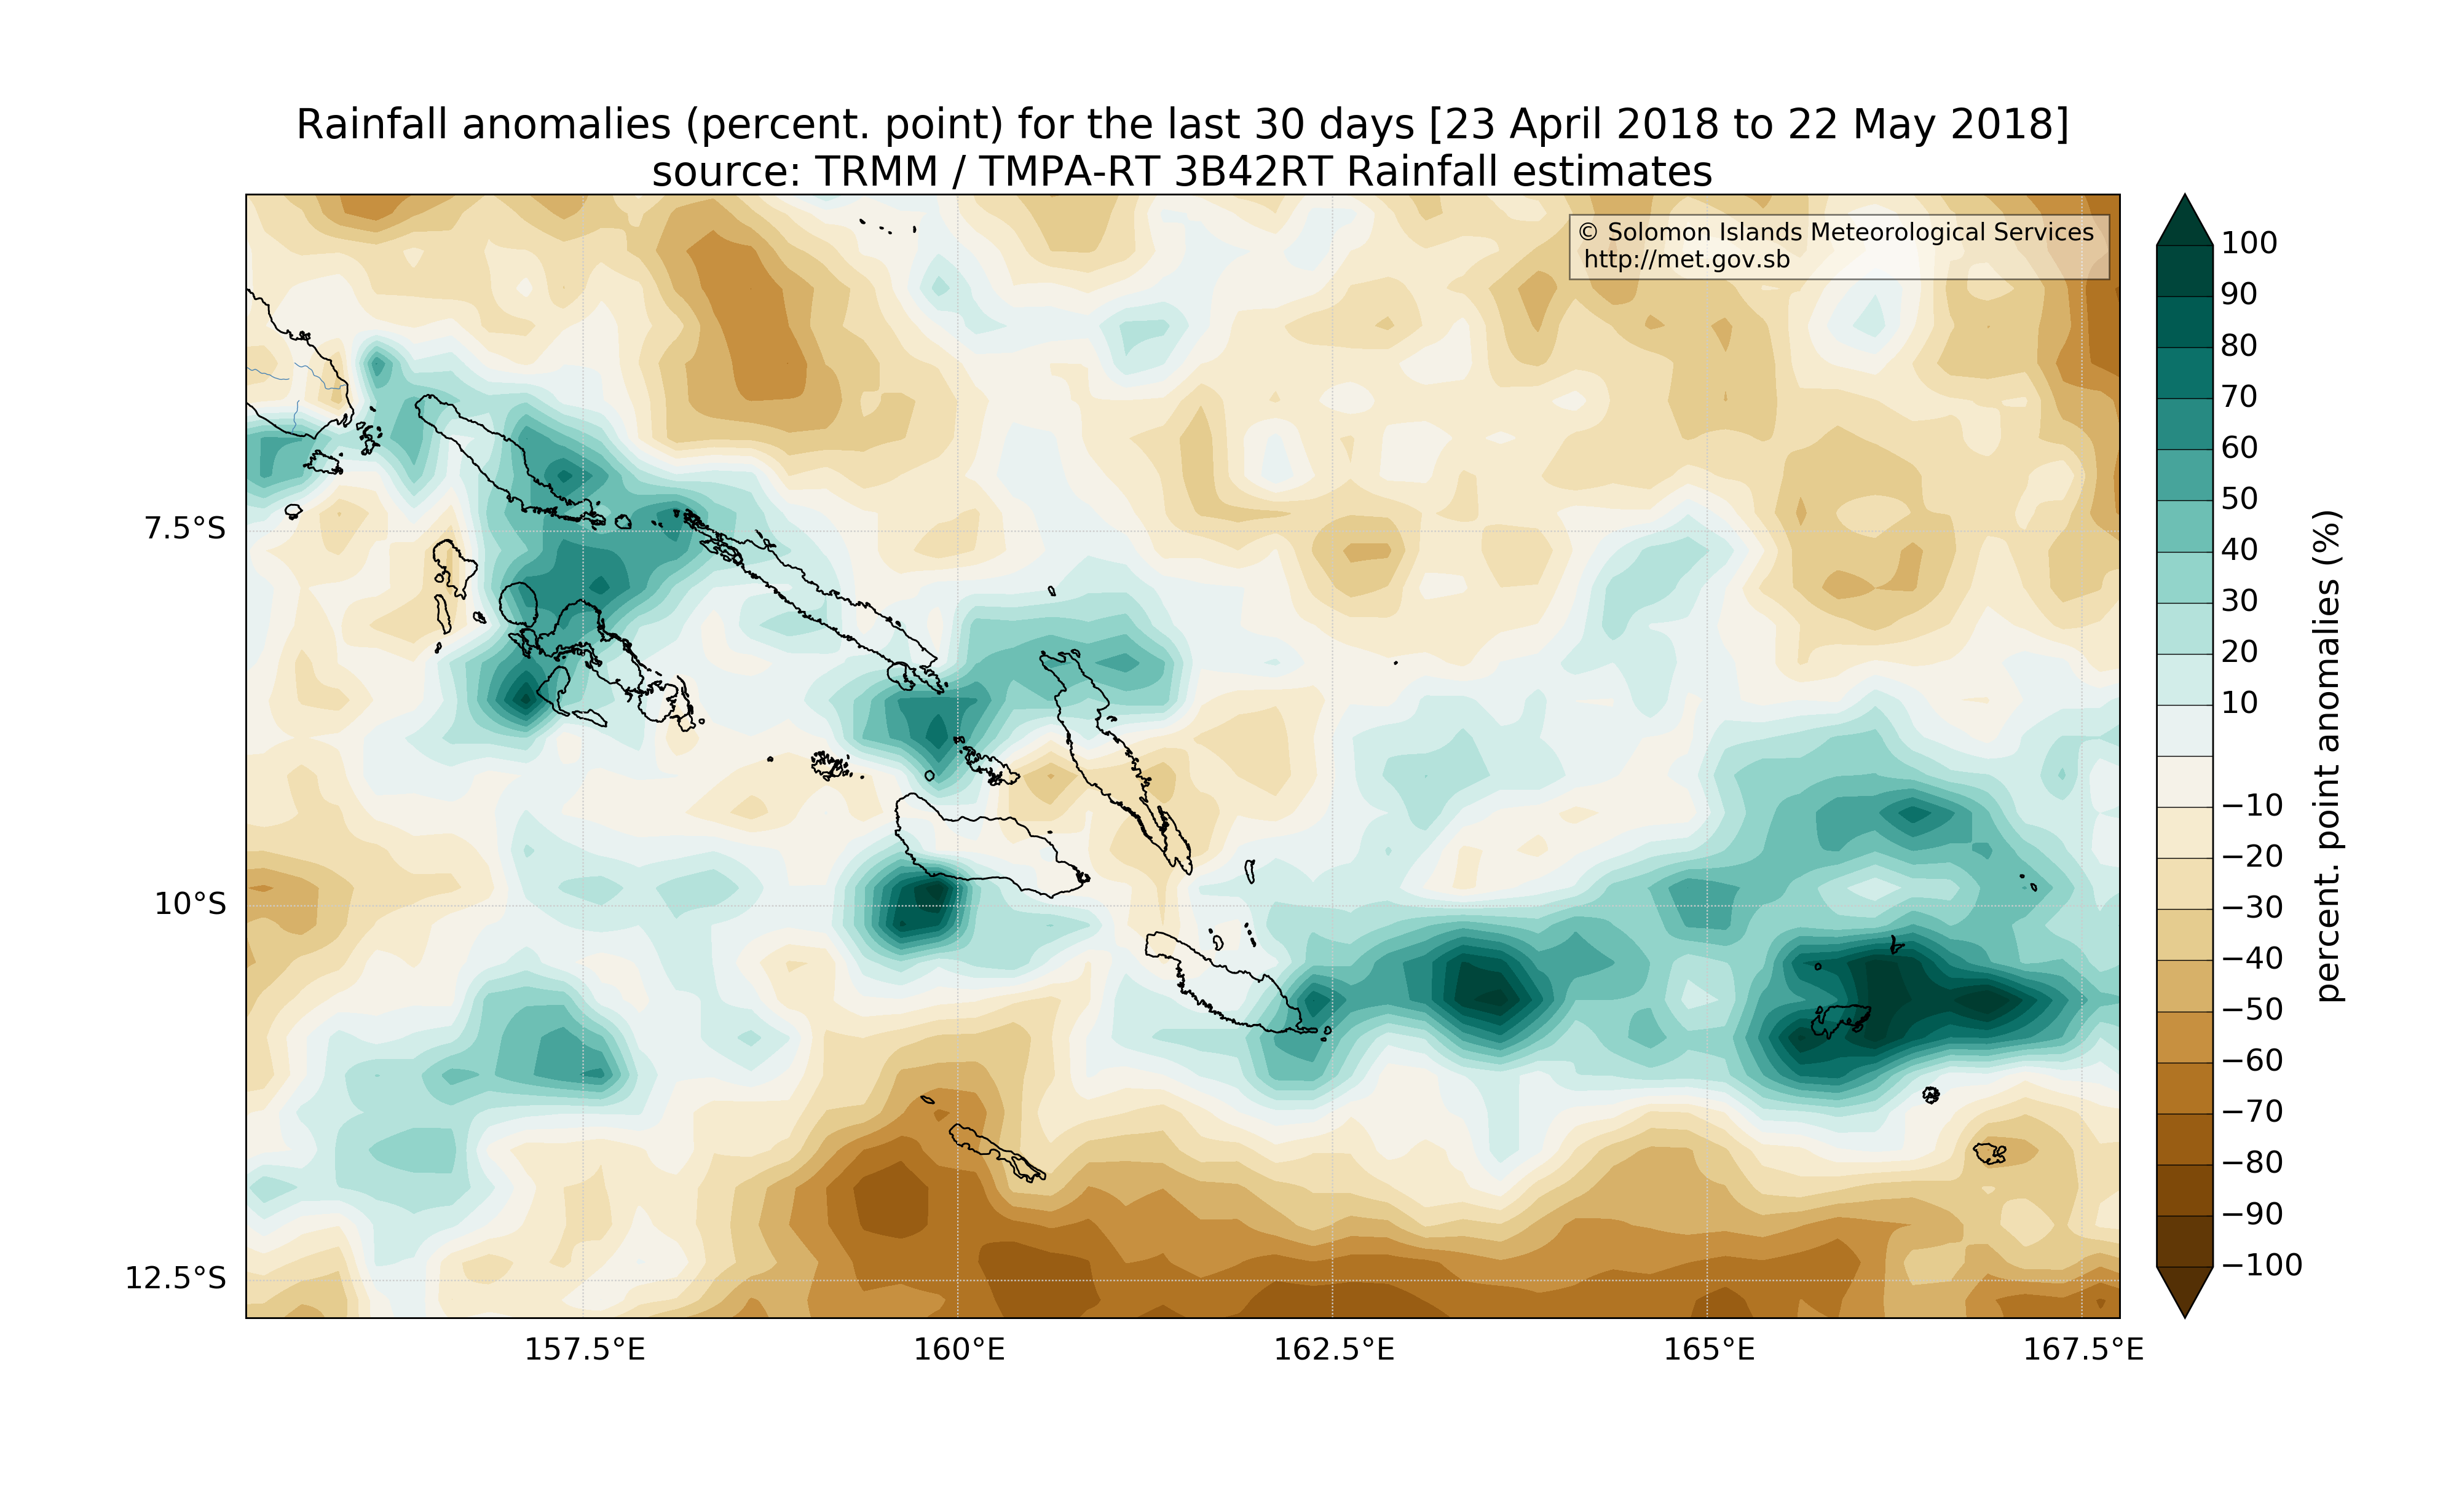 Rainfall anomalies (percent. point) for the last 30 days [23 April 2018 to 22 May 2018]
source: TRMM / TMPA-RT 3B42RT Rainfall estimates
© Solomon Islands Meteorological Services
http://met.gov.sb
7.5°S
10°S
12.5°S
157.5°E
160°E
162.5°E
165°E
167.5°E
100
90
80
70
60
50
40
30
20
10
−10
−20
−30
−40
−50
−60
−70
−80
−90
−100
percent. point anomalies (%)